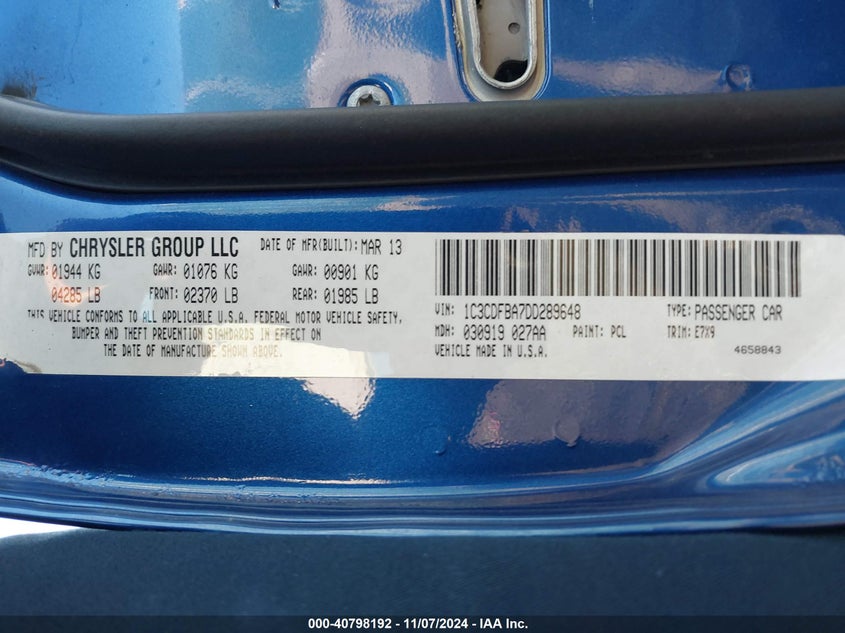 MFD BY CHRYSLER GROUP LLC DATE OF MFR(BUILT): MAR 13
GVWR: 01944 KG GAWR: 01076 KG GAWR: 00901 KG
04285 LB FRONT: 02370 LB REAR: 01985 LB
THIS VEHICLE CONFORMS TO ALL APPLICABLE U.S.A. FEDERAL MOTOR VEHICLE SAFETY,
BUMPER AND THEFT PREVENTION STANDARDS IN EFFECT ON
THE DATE OF MANUFACTURE SHOWN ABOVE.
VIN: 1C3CDFBA7DD289648 TYPE: PASSENGER CAR
MDH: 030919 027AA PAINT: PCL TRIM: E7X9
VEHICLE MADE IN U.S.A. 4658843
000-40798192 - 11/07/2024 - IAA Inc.